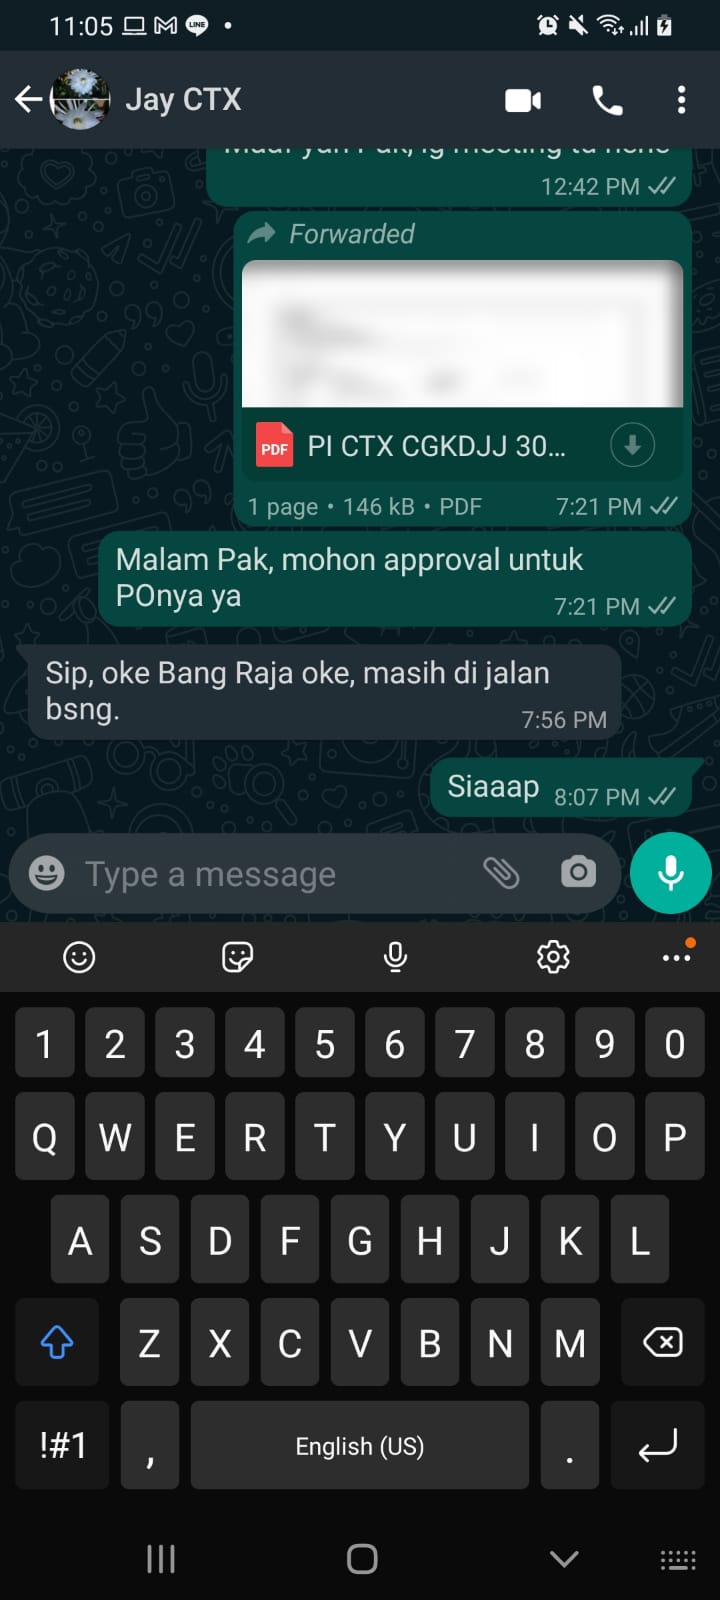 11:05
Jay CTX
12:42 PM
Forwarded
PDF
PI CTX CGKDJJ 30...
1 page • 146 kB • PDF 7:21 PM
Malam Pak, mohon approval untuk
POnya ya
7:21 PM
Sip, oke Bang Raja oke, masih di jalan
bsng.
7:56 PM
Siaaap 8:07 PM
Type a message
1 2 3 4 5 6 7 8 9 0
Q W E R T Y U I O P
A S D F G H J K L
Z X C V B N M
!#1 , English (US) .